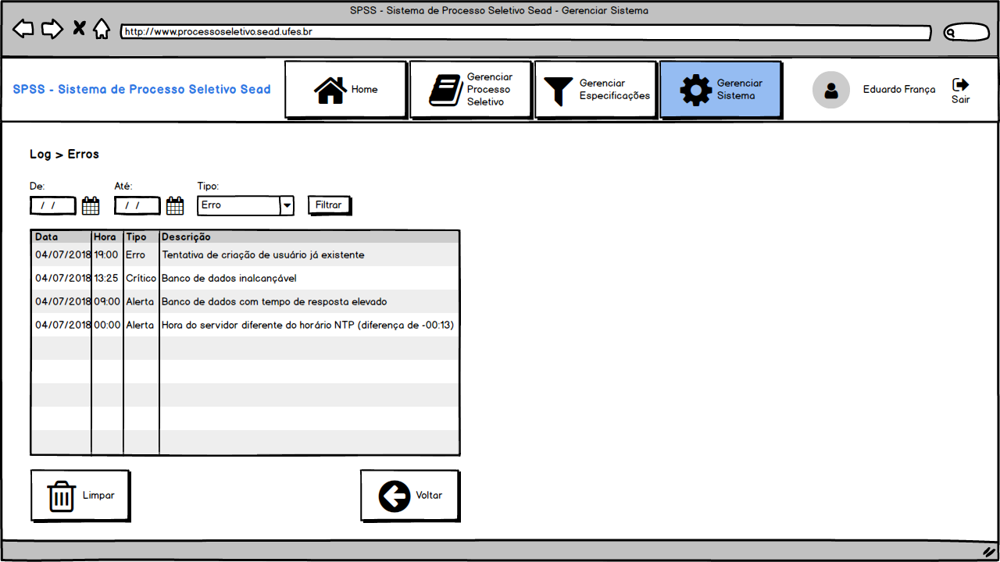 SPSS - Sistema de Processo Seletivo Sead - Gerenciar Sistema
http://www.processoseletivo.sead.ufes.br
SPSS - Sistema de Processo Seletivo Sead
Home
Gerenciar
Processo
Seletivo
Gerenciar
Especificações
Gerenciar
Sistema
Eduardo França
Sair
Log > Erros
De:
Até:
Tipo:
/ /
/ /
Erro
Filtrar
Data Hora Tipo Descrição
04/07/2018 19:00 Erro Tentativa de criação de usuário já existente
04/07/2018 13:25 Crítico Banco de dados inalcançável
04/07/2018 09:00 Alerta Banco de dados com tempo de resposta elevado
04/07/2018 00:00 Alerta Hora do servidor diferente do horário NTP (diferença de -00:13)
Limpar
Voltar